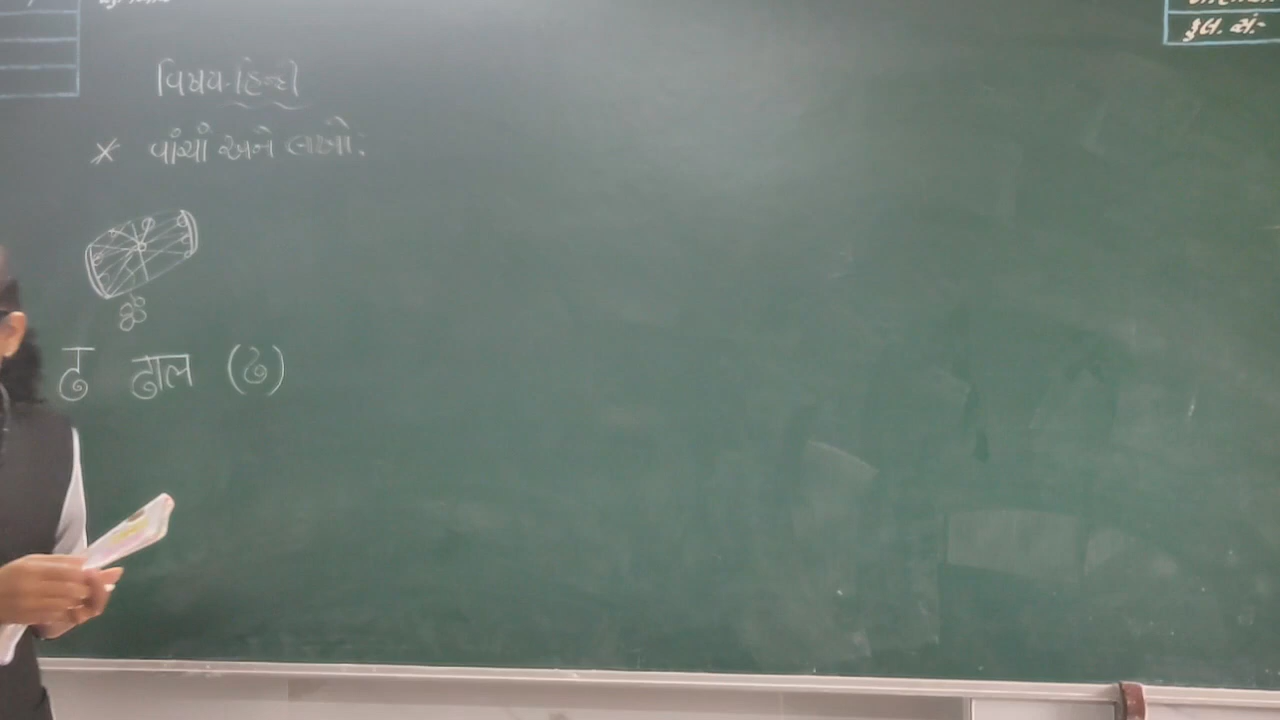 કુલ. સં:-
વિષય-હિન્દી
* વાંચો અને લખો:
ढ ढाल (ઢ)